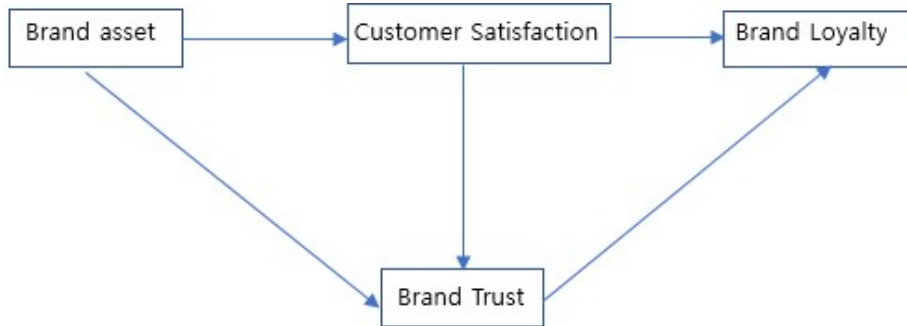 Brand asset
Customer Satisfaction
Brand Loyalty
Brand Trust